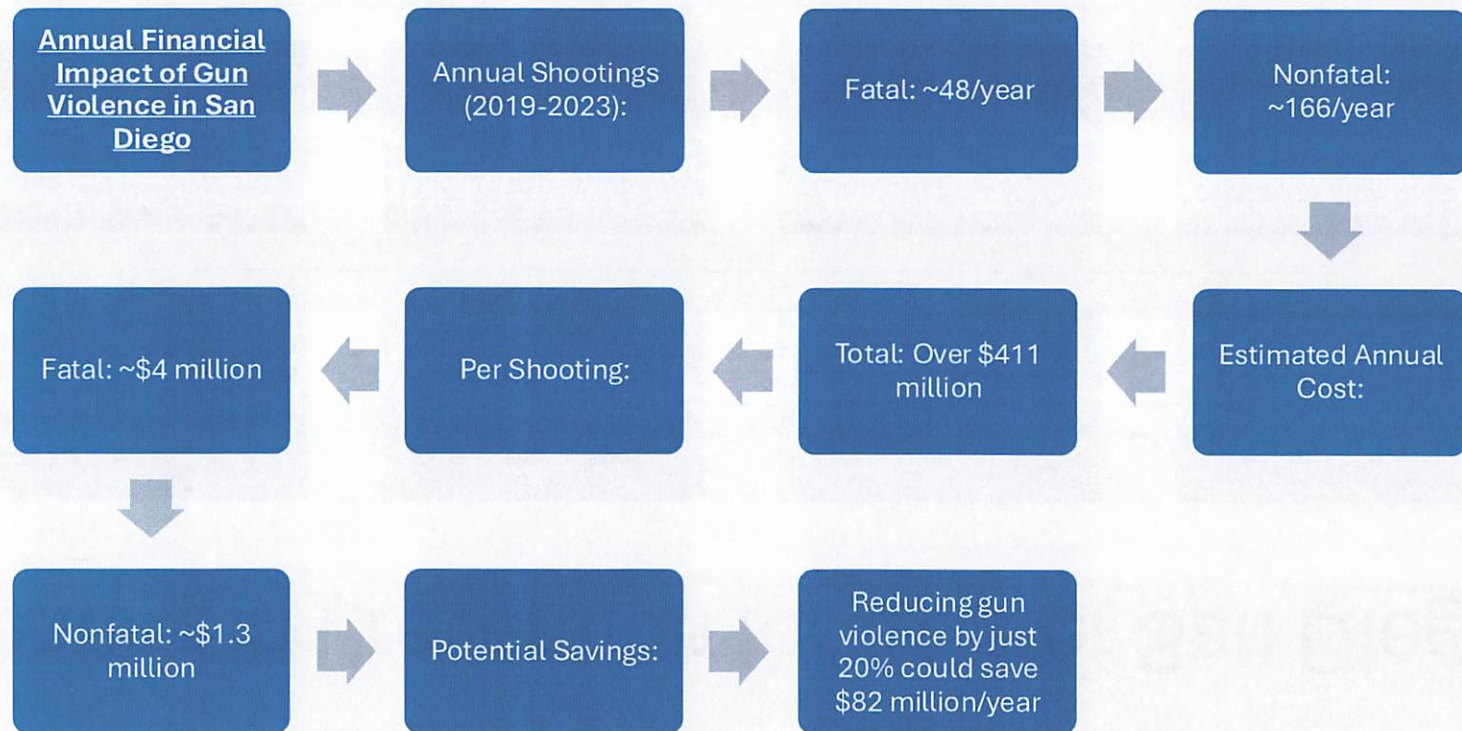 Annual Financial
Impact of Gun
Violence in San
Diego
Annual Shootings
(2019-2023):
Fatal: ~48/year
Nonfatal:
~166/year
Estimated Annual
Cost:
Total: Over $411
million
Per Shooting:
Fatal: ~$4 million
Nonfatal: ~$1.3
million
Potential Savings:
Reducing gun
violence by just
20% could save
$82 million/year